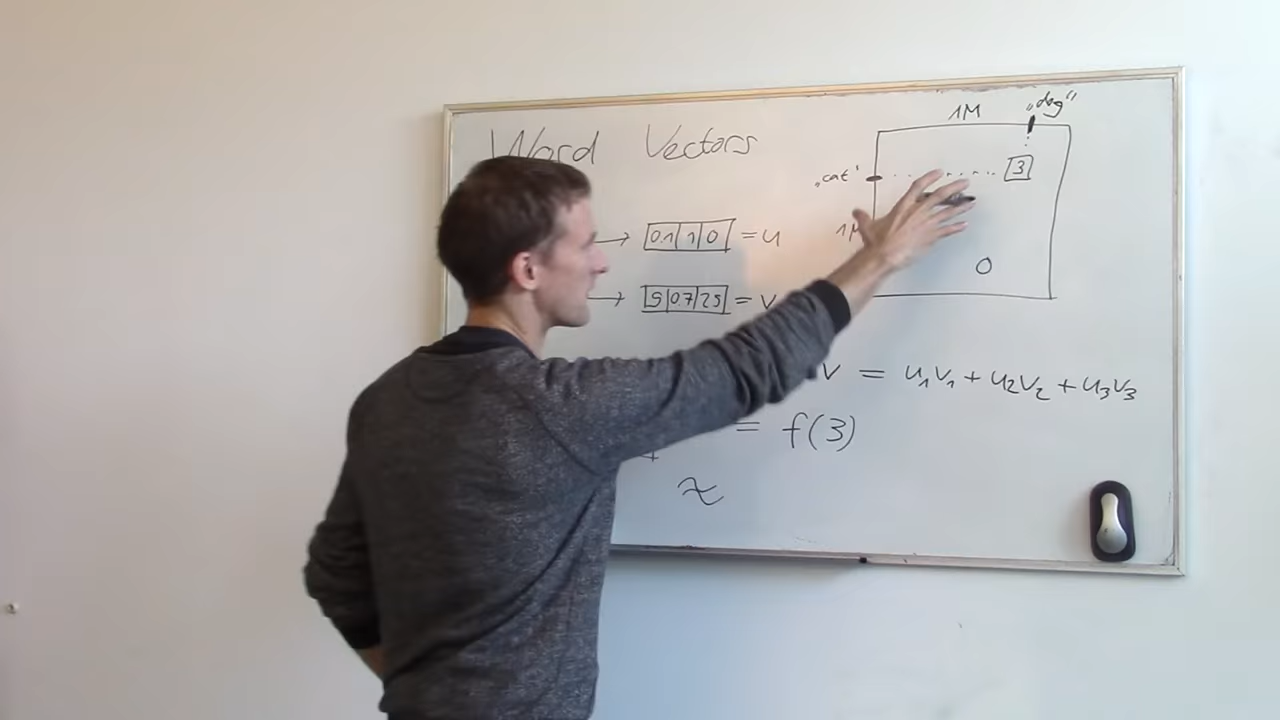 Word Vectors
0.1 1 0 = u
5 0.7 2.5 = v
v = u₁v₁ + u₂v₂ + u₃v₃
= f(3)
≈
1M
„dog“
„cat“
3
1M
0